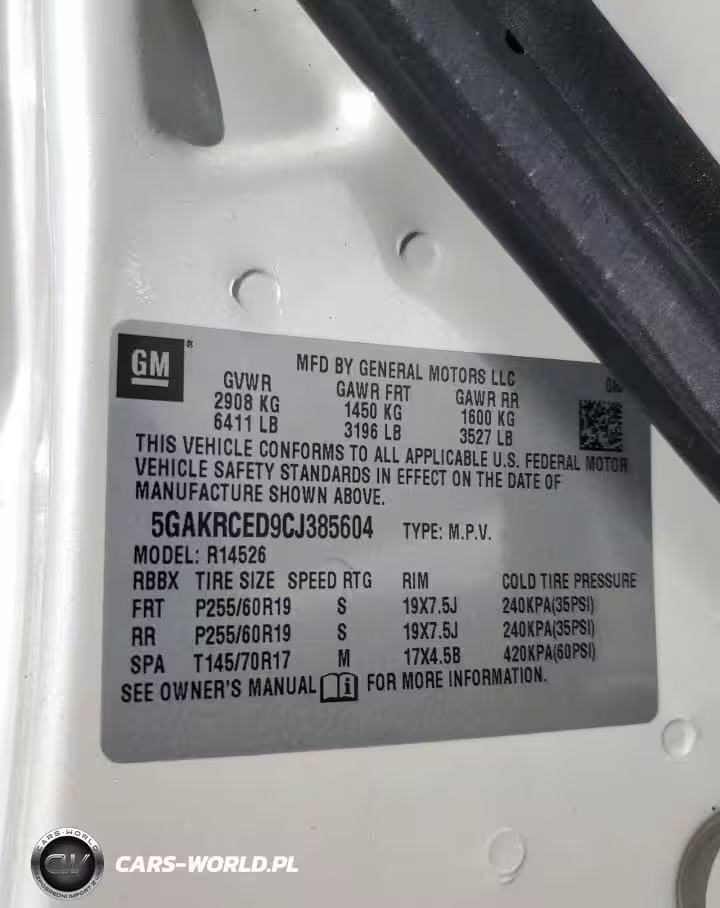 GM®
MFD BY GENERAL MOTORS LLC
GVWR GAWR FRT GAWR RR
2908 KG 1450 KG 1600 KG
6411 LB 3196 LB 3527 LB
THIS VEHICLE CONFORMS TO ALL APPLICABLE U.S. FEDERAL MOTOR
VEHICLE SAFETY STANDARDS IN EFFECT ON THE DATE OF
MANUFACTURE SHOWN ABOVE.
5GAKRCED9CJ385604 TYPE: M.P.V.
MODEL: R14526
RBBX TIRE SIZE SPEED RTG RIM COLD TIRE PRESSURE
FRT P255/60R19 S 19X7.5J 240KPA(35PSI)
RR P255/60R19 S 19X7.5J 240KPA(35PSI)
SPA T145/70R17 M 17X4.5B 420KPA(60PSI)
SEE OWNER'S MANUAL FOR MORE INFORMATION.
CARS-WORLD.PL
CARS-WORLD
CW